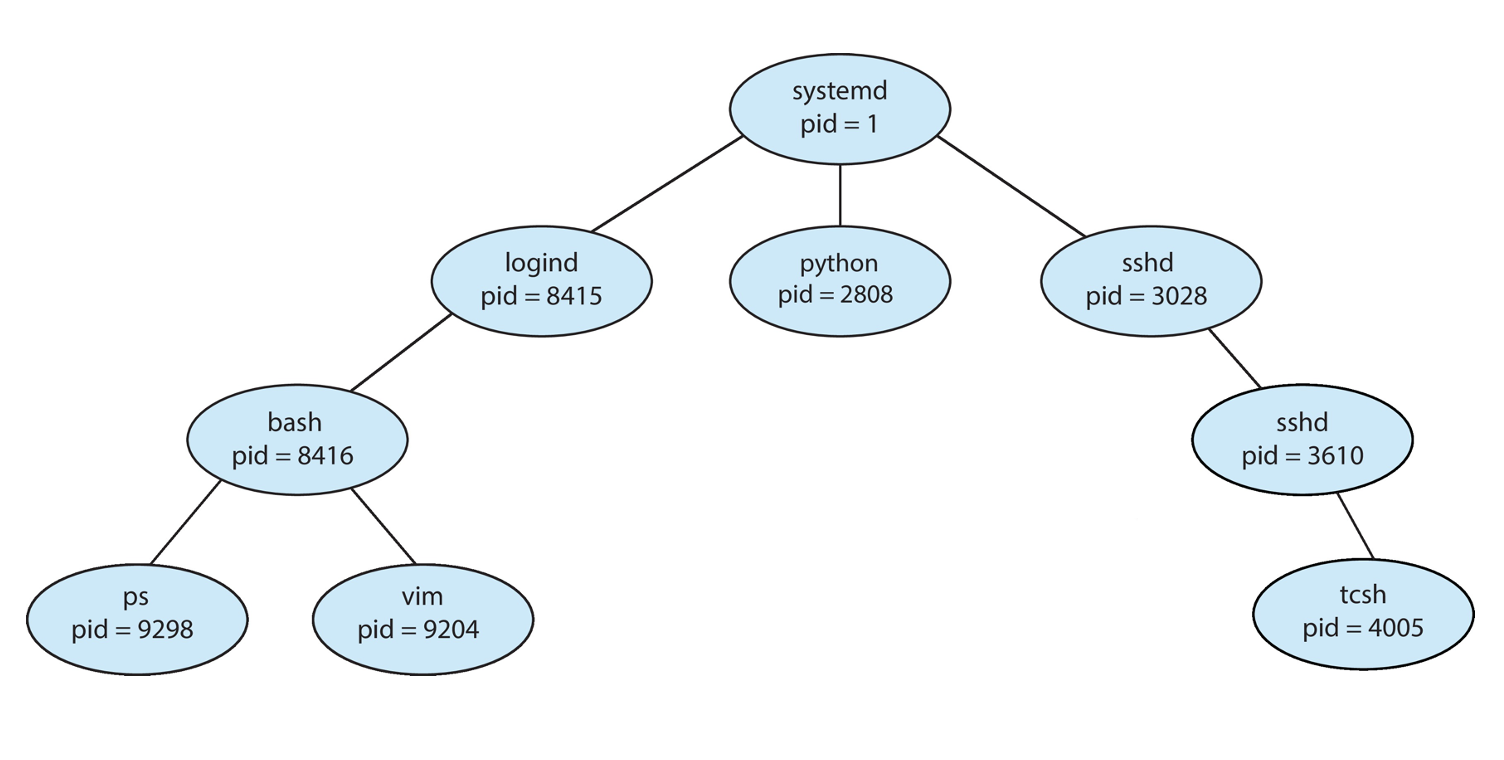 systemd
pid = 1
logind
pid = 8415
python
pid = 2808
sshd
pid = 3028
bash
pid = 8416
sshd
pid = 3610
ps
pid = 9298
vim
pid = 9204
tcsh
pid = 4005